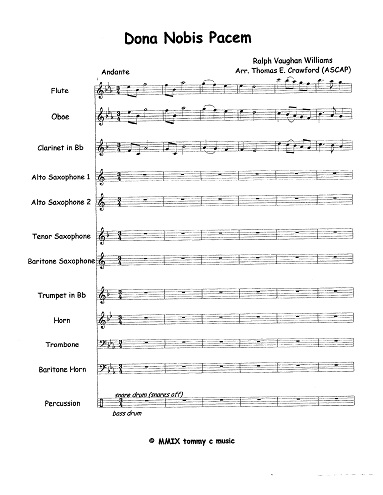 Dona Nobis Pacem
Ralph Vaughan Williams
Andante
Arr. Thomas E. Crawford (ASCAP)
Flute
Oboe
Clarinet in Bb
Alto Saxophone 1
Alto Saxophone 2
Tenor Saxophone
Baritone Saxophone
Trumpet in Bb
Horn
Trombone
Baritone Horn
snare drum (snares off)
Percussion
bass drum
© MMIX tommy c music